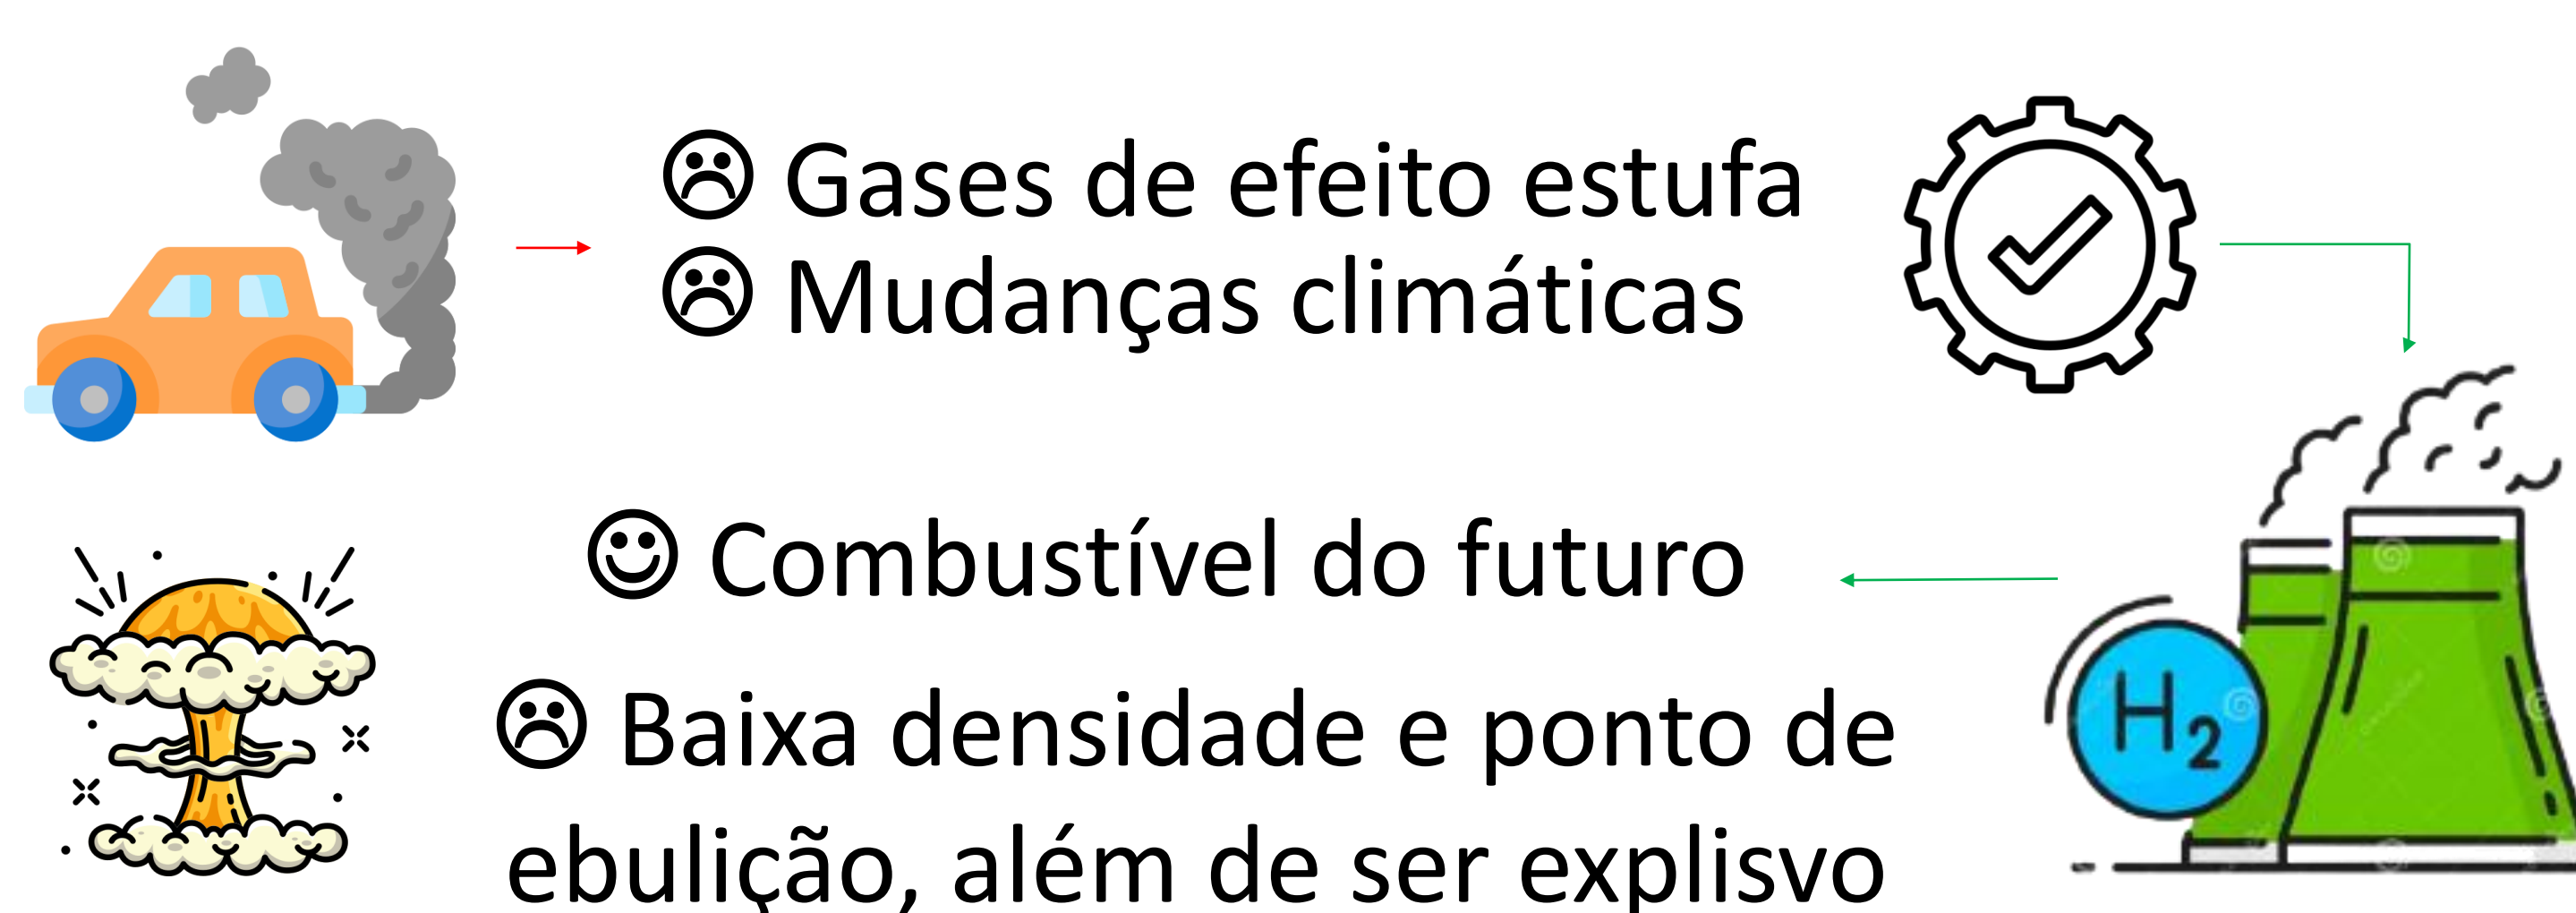 ☹ Gases de efeito estufa
☹ Mudanças climáticas
☺ Combustível do futuro
☹ Baixa densidade e ponto de
ebulição, além de ser explisvo
H₂